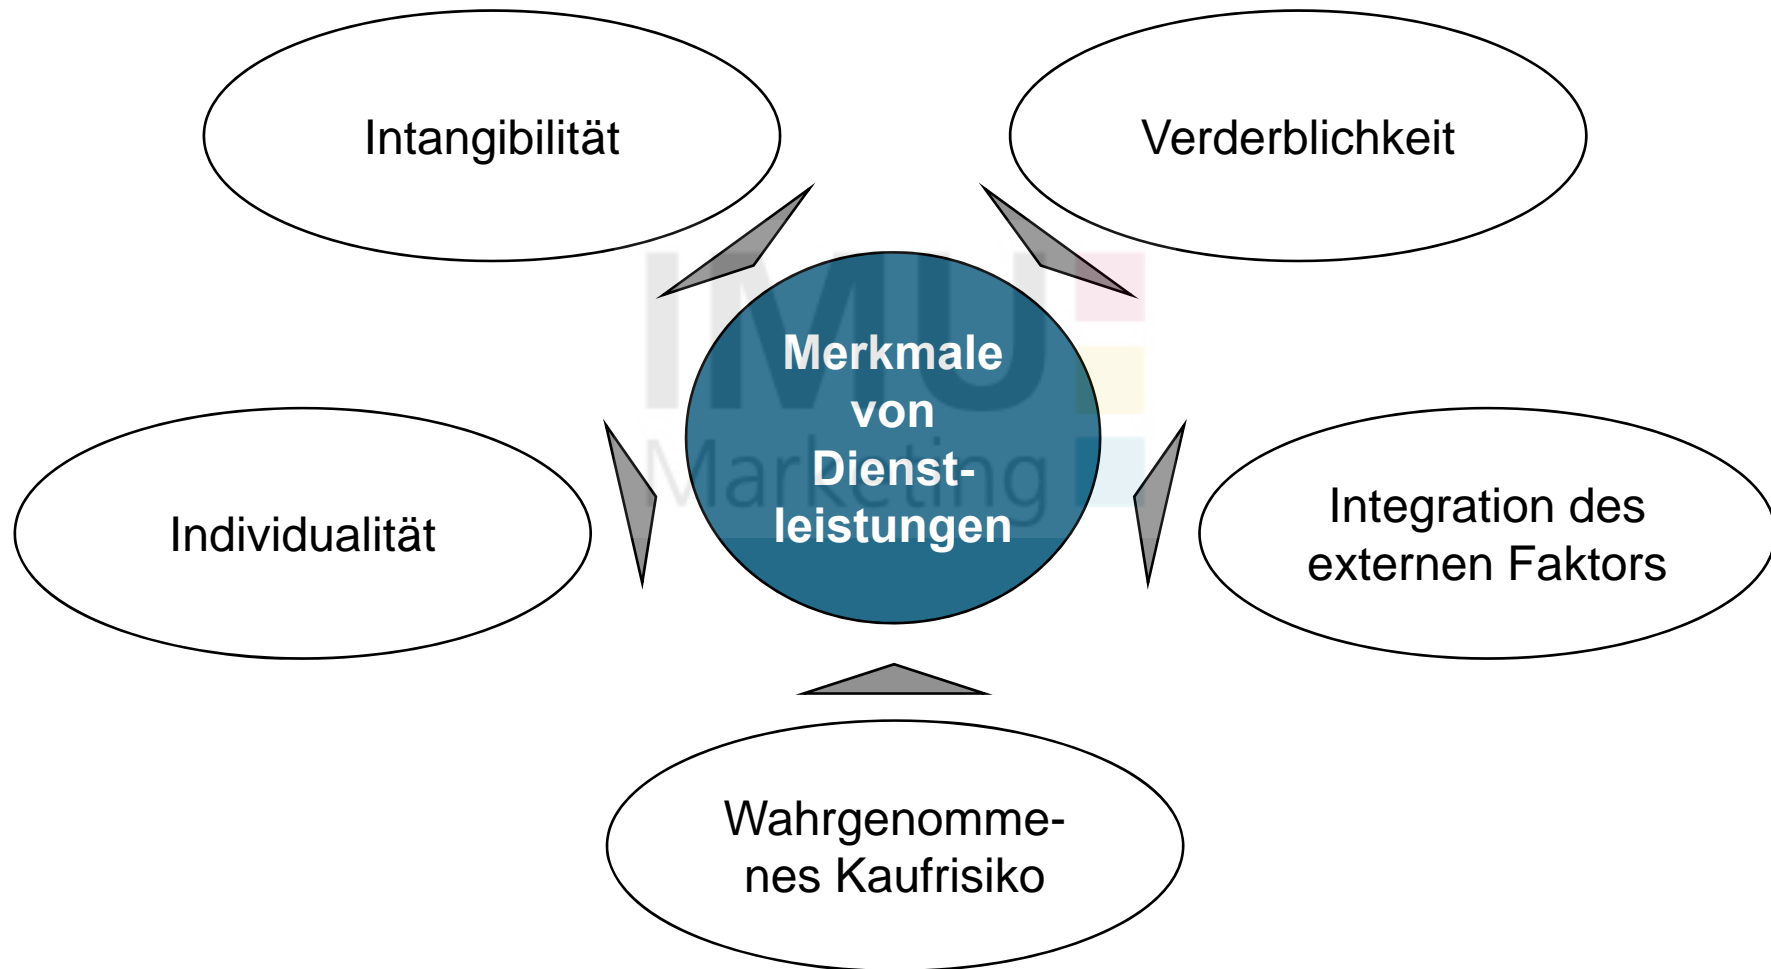 Intangibilität
Verderblichkeit
IMU
Marketing
Merkmale
von
Dienst-
leistungen
Individualität
Integration des
externen Faktors
Wahrgenomme-
nes Kaufrisiko